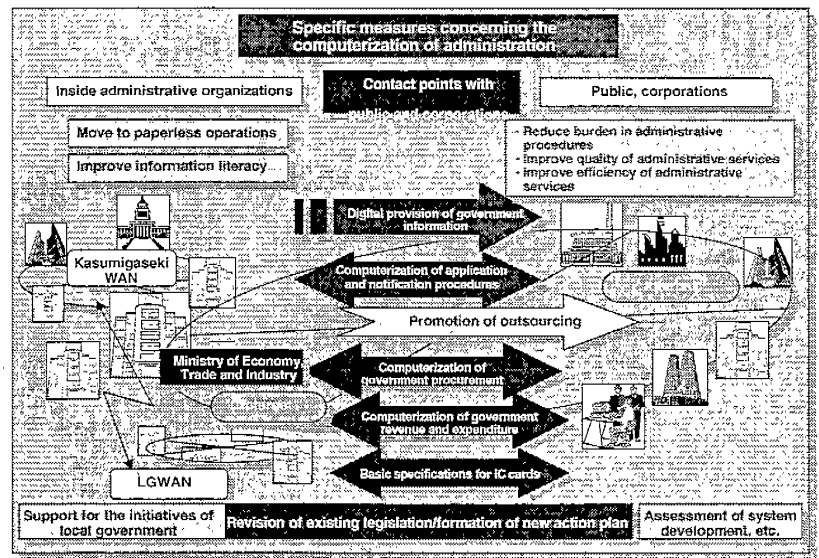 Specific measures concerning the
computerization of administration
Inside administrative organizations
Contact points with
public and corporations
Public, corporations
Move to paperless operations
Improve information literacy
- Reduce burden in administrative
procedures
- Improve quality of administrative services
- Improve efficiency of administrative
services
Digital provision of government
information
Kasumigaseki
WAN
Computerization of application
and notification procedures
Promotion of outsourcing
Ministry of Economy
Trade and Industry
Computerization of
government procurement
Computerization of government
revenue and expenditure
Basic specifications for IC cards
LGWAN
Support for the initiatives of
local government
Revision of existing legislation/formation of new action plan
Assessment of system
development, etc.